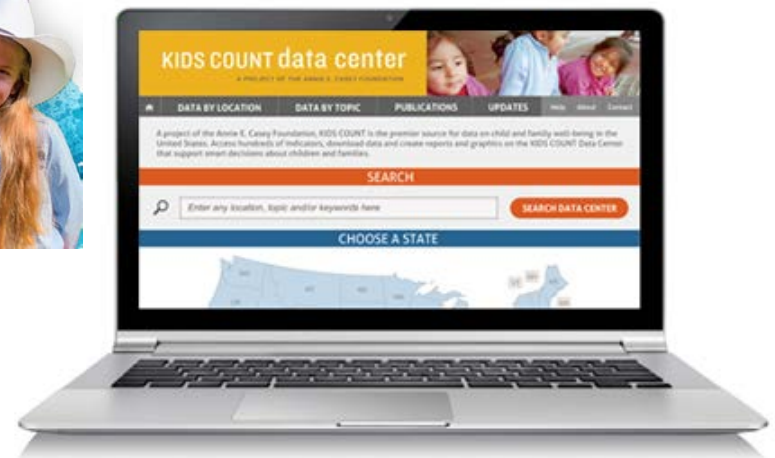 KIDS COUNT data center
A PROJECT OF THE ANNIE E. CASEY FOUNDATION
DATA BY LOCATION DATA BY TOPIC PUBLICATIONS UPDATES Help About Contact
A project of the Annie E. Casey Foundation, KIDS COUNT is the premier source for data on child and family well-being in the
United States. Access hundreds of indicators, download data and create reports and graphics on the KIDS COUNT Data Center
that support smart decisions about children and families.
SEARCH
Enter any location, topic and/or keywords here
SEARCH DATA CENTER
CHOOSE A STATE